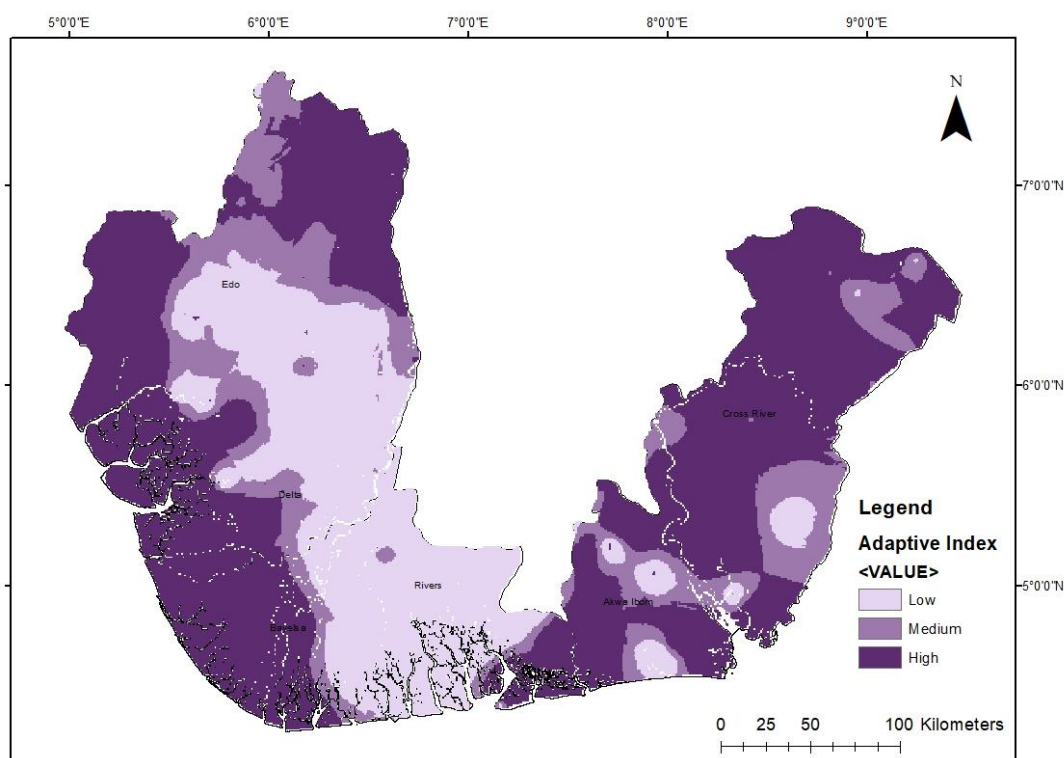 5°0'0"E 6°0'0"E 7°0'0"E 8°0'0"E 9°0'0"E
N
7°0'0"N
Edo
6°0'0"N
Cross River
Delta
Legend
Adaptive Index
<VALUE>
5°0'0"N
Rivers
Akwa Ibom
Low
Bayelsa
Medium
High
0 25 50 100 Kilometers